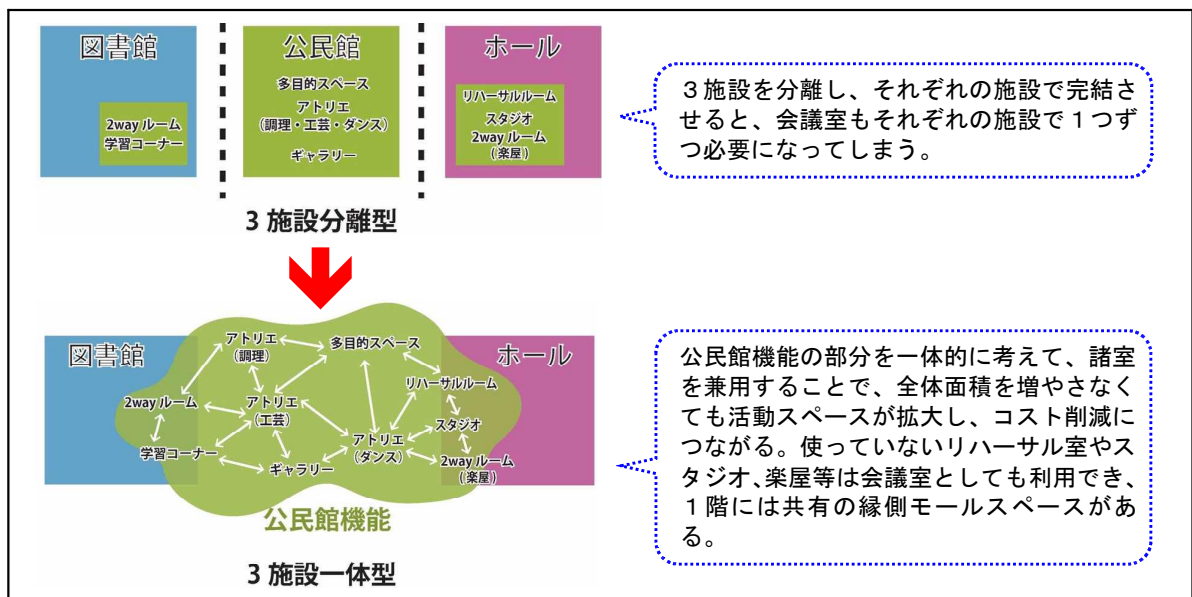 図書館
2way ルーム
学習コーナー
公民館
多目的スペース
アトリエ
(調理・工芸・ダンス)
ギャラリー
ホール
リハーサルルーム
スタジオ
2way ルーム
(楽屋)
3 施設分離型
3施設を分離し、それぞれの施設で完結さ
せると、会議室もそれぞれの施設で1つず
つ必要になってしまう。
図書館
ホール
アトリエ
(調理)
多目的スペース
リハーサルルーム
2way ルーム
アトリエ
(工芸)
スタジオ
学習コーナー
ギャラリー
アトリエ
(ダンス)
2way ルーム
(楽屋)
公民館機能
3 施設一体型
公民館機能の部分を一体的に考えて、諸室
を兼用することで、全体面積を増やさなく
ても活動スペースが拡大し、コスト削減に
つながる。使っていないリハーサル室やス
タジオ、楽屋等は会議室としても利用でき、
1階には共有の縁側モールスペースがあ
る。